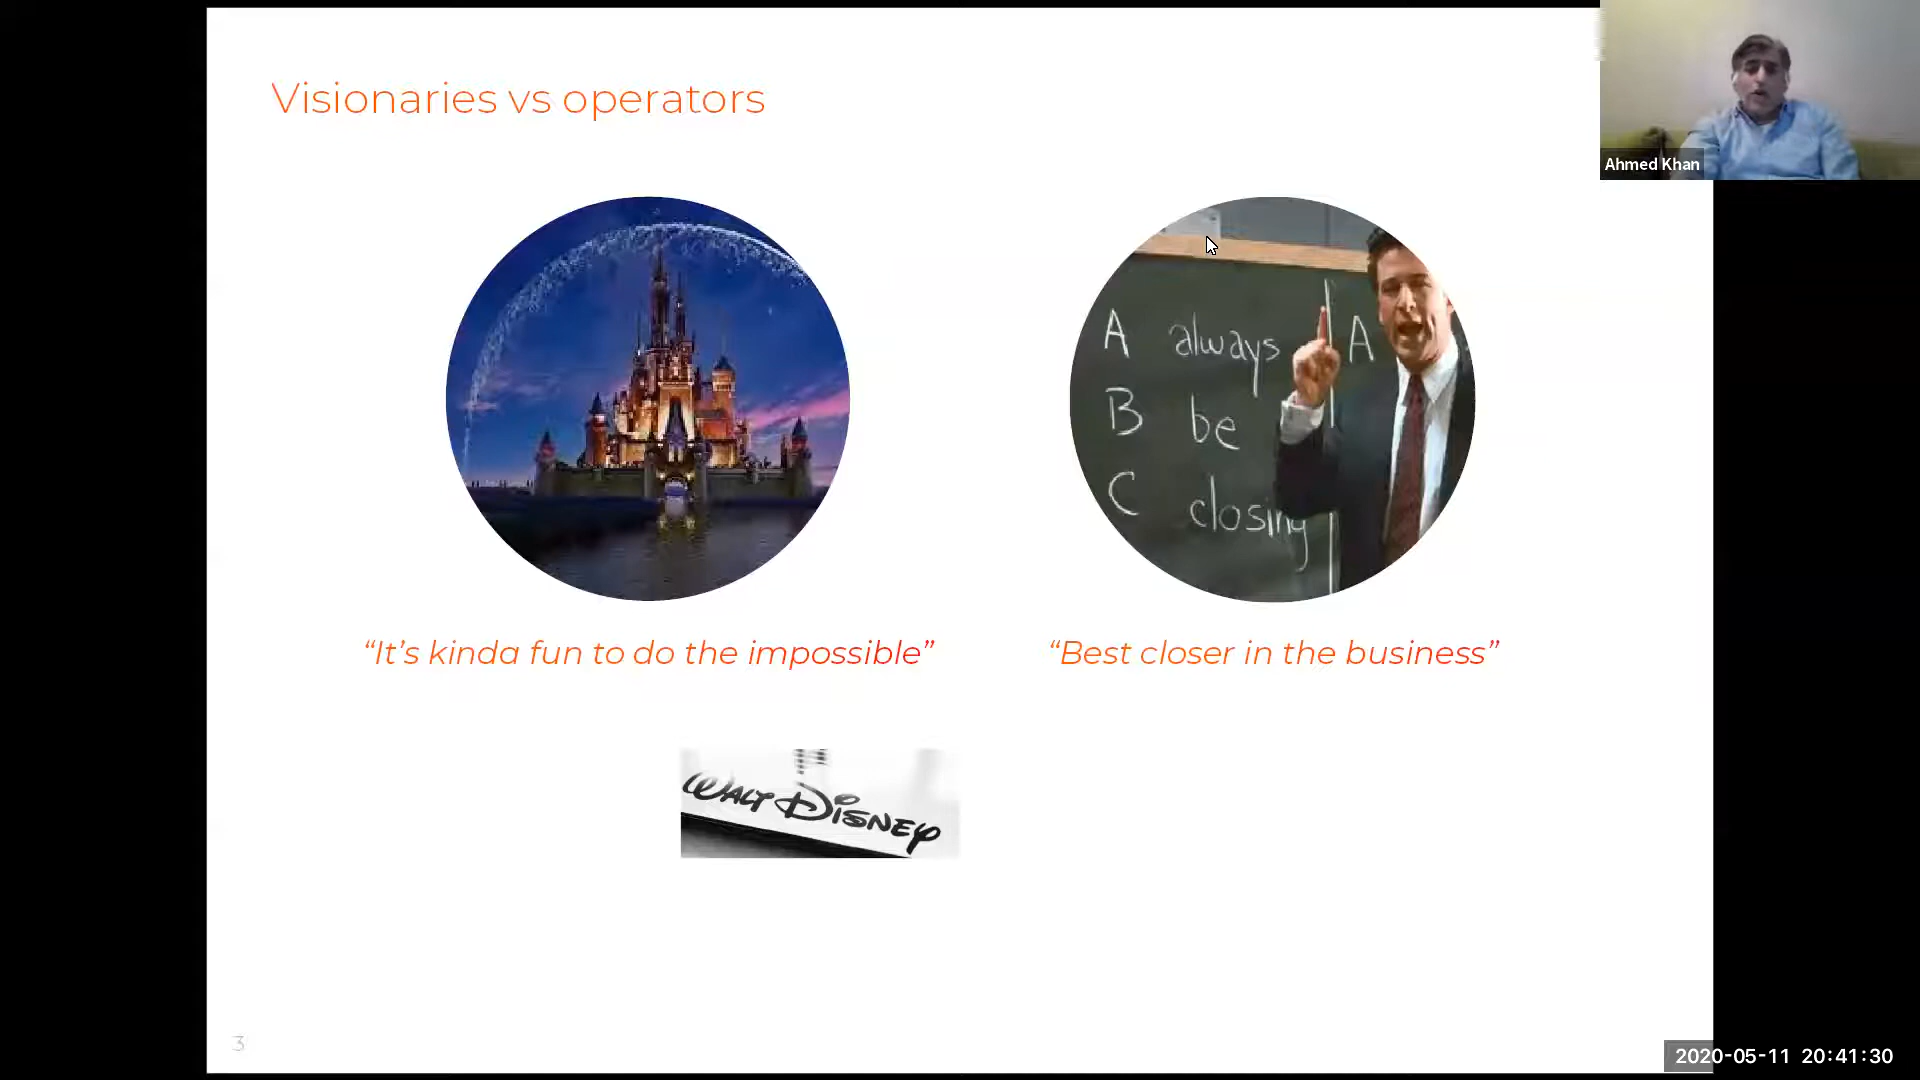 Visionaries vs operators
Ahmed Khan
A always A
B be
C closing
“It’s kinda fun to do the impossible”
“Best closer in the business”
WALT DISNEY
3
2020-05-11 20:41:30